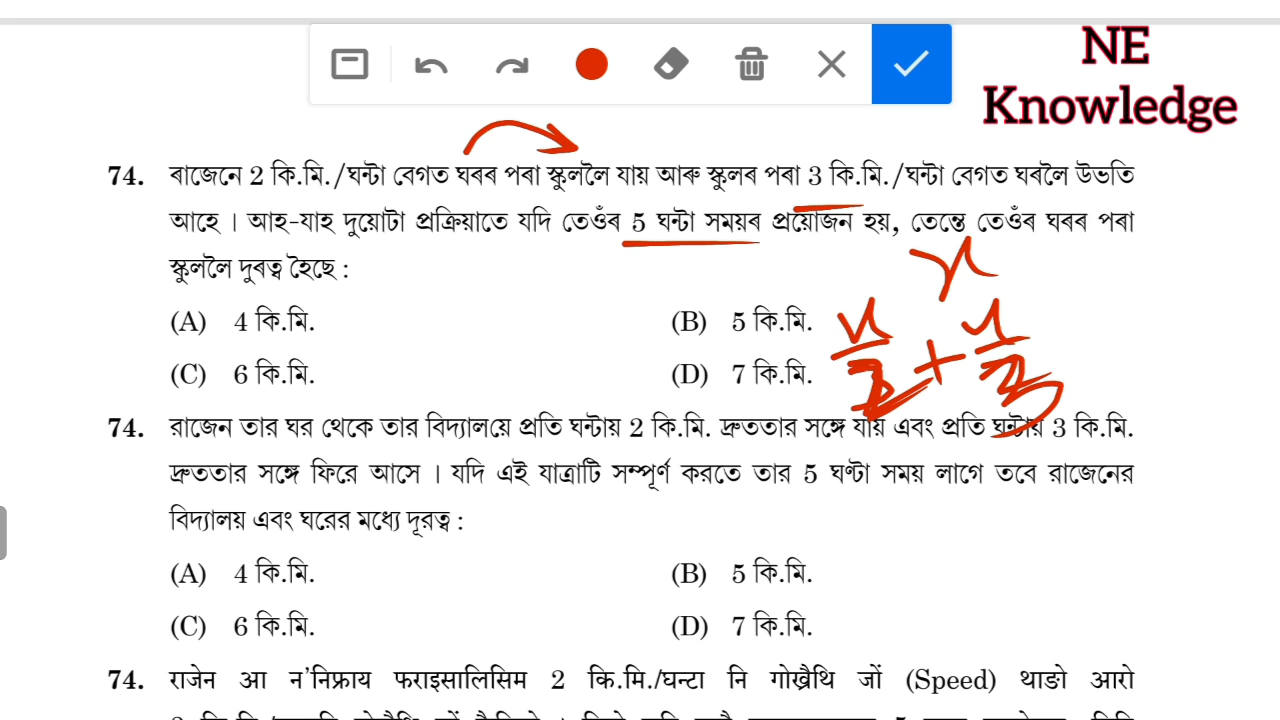 NE
Knowledge
74. ৰাজেনে 2 কি.মি./ঘন্টা বেগত ঘৰৰ পৰা স্কুললৈ যায় আৰু স্কুলৰ পৰা 3 কি.মি./ঘন্টা বেগত ঘৰলৈ উভতি
আহে । আহ-যাহ দুয়োটা প্ৰক্ৰিয়াতে যদি তেওঁৰ 5 ঘন্টা সময়ৰ প্ৰয়োজন হয়, তেন্তে তেওঁৰ ঘৰৰ পৰা
স্কুললৈ দুৰত্ব হৈছে :
x
(A) 4 কি.মি. (B) 5 কি.মি.
(C) 6 কি.মি. (D) 7 কি.মি.
x/2 + x/3
74. রাজেন তার ঘর থেকে তার বিদ্যালয়ে প্রতি ঘন্টায় 2 কি.মি. দ্রুততার সঙ্গে যায় এবং প্রতি ঘন্টায় 3 কি.মি.
দ্রুততার সঙ্গে ফিরে আসে । যদি এই যাত্রাটি সম্পূর্ণ করতে তার 5 ঘণ্টা সময় লাগে তবে রাজেনের
বিদ্যালয় এবং ঘরের মধ্যে দূরত্ব :
(A) 4 কি.মি. (B) 5 কি.মি.
(C) 6 কি.মি. (D) 7 কি.মি.
74. राजेन आ न'निफ्राय फराइसालिसिम 2 कि.मि./घन्टा नि गोख्रैथि जों (Speed) थाङो आरो